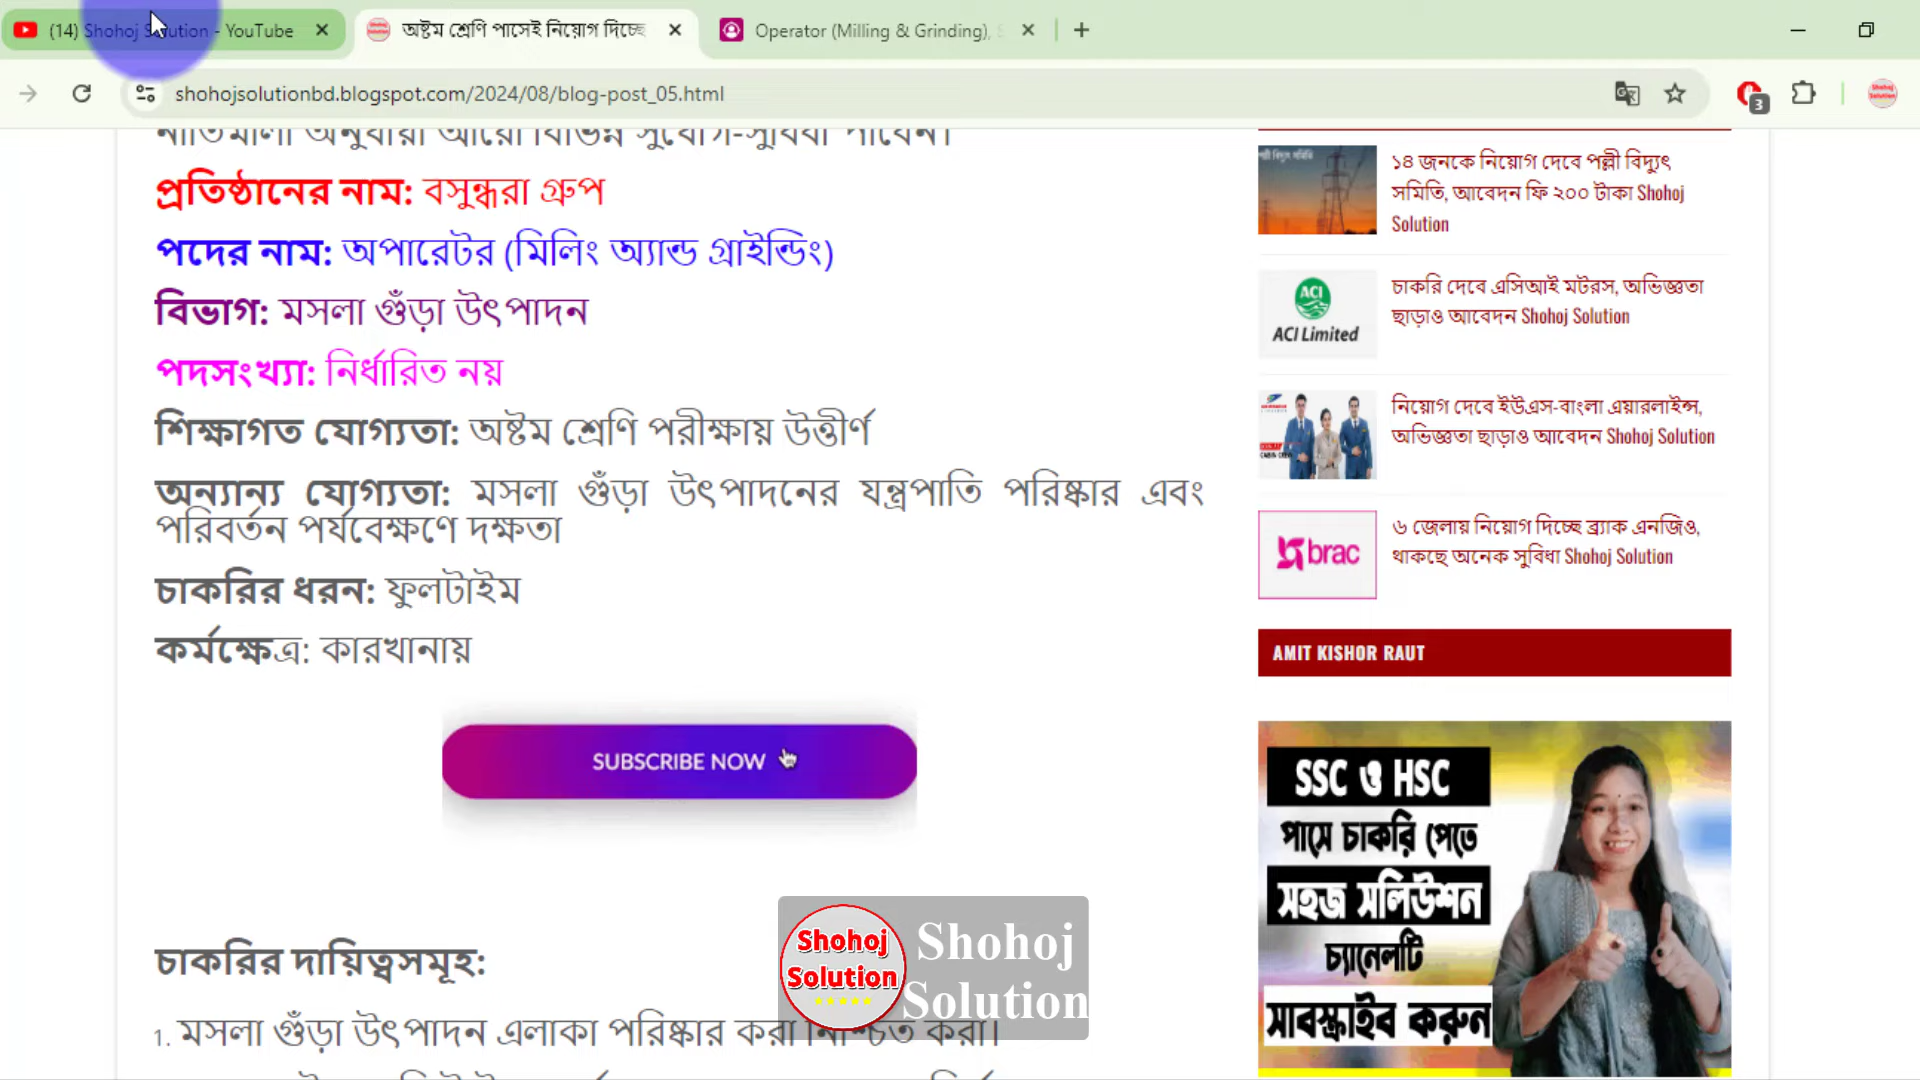 (14) Shohoj Solution - YouTube
অষ্টম শ্রেণি পাসেই নিয়োগ দিচ্ছে
Operator (Milling & Grinding),
shohojsolutionbd.blogspot.com/2024/08/blog-post_05.html
3
নীতিমালা অনুযায়ী আরো বিভিন্ন সুযোগ-সুবিধা পাবেন।
প্রতিষ্ঠানের নাম: বসুন্ধরা গ্রুপ
পদের নাম: অপারেটর (মিলিং অ্যান্ড গ্রাইন্ডিং)
বিভাগ: মসলা গুঁড়া উৎপাদন
পদসংখ্যা: নির্ধারিত নয়
শিক্ষাগত যোগ্যতা: অষ্টম শ্রেণি পরীক্ষায় উত্তীর্ণ
অন্যান্য যোগ্যতা: মসলা গুঁড়া উৎপাদনের যন্ত্রপাতি পরিষ্কার এবং
পরিবর্তন পর্যবেক্ষণে দক্ষতা
চাকরির ধরন: ফুলটাইম
কর্মক্ষেত্র: কারখানায়
SUBSCRIBE NOW
চাকরির দায়িত্বসমূহ:
1. মসলা গুঁড়া উৎপাদন এলাকা পরিষ্কার করা নিশ্চিত করা।
Shohoj
Solution
Shohoj
Solution
১৪ জনকে নিয়োগ দেবে পল্লী বিদ্যুৎ
সমিতি, আবেদন ফি ২০০ টাকা Shohoj
Solution
ACI
ACI Limited
চাকরি দেবে এসিআই মটরস, অভিজ্ঞতা
ছাড়াও আবেদন Shohoj Solution
নিয়োগ দেবে ইউএস-বাংলা এয়ারলাইন্স,
অভিজ্ঞতা ছাড়াও আবেদন Shohoj Solution
brac
৬ জেলায় নিয়োগ দিচ্ছে ব্র্যাক এনজিও,
থাকছে অনেক সুবিধা Shohoj Solution
AMIT KISHOR RAUT
SSC ও HSC
পাসে চাকরি পেতে
সহজ সলিউশন
চ্যানেলটি
সাবস্ক্রাইব করুন